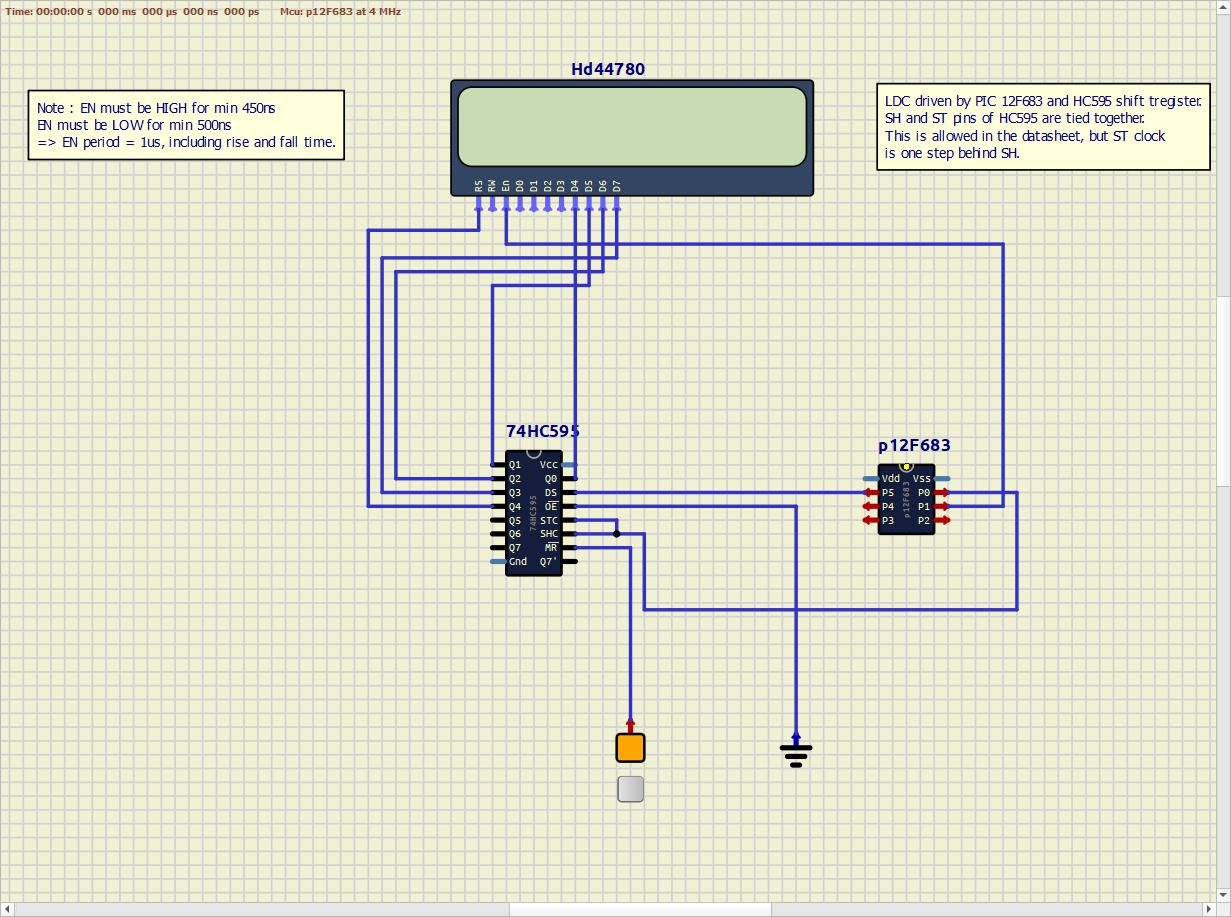 Time: 00:00:00 s  000 ms  000 µs  000 ns  000 ps      Mcu: p12F683 at 4 MHz
Hd44780
Note : EN must be HIGH for min 450ns
EN must be LOW for min 500ns
=> EN period = 1us, including rise and fall time.
LDC driven by PIC 12F683 and HC595 shift tregister.
SH and ST pins of HC595 are tied together.
This is allowed in the datasheet, but ST clock
is one step behind SH.
RS RW En D0 D1 D2 D3 D4 D5 D6 D7
74HC595
Q1 Vcc
Q2 Q0
Q3 DS
Q4 OE
Q5 STC
Q6 SHC
Q7 MR
Gnd Q7'
74HC595
p12F683
Vdd Vss
P5 P0
P4 P1
P3 P2
p12F683